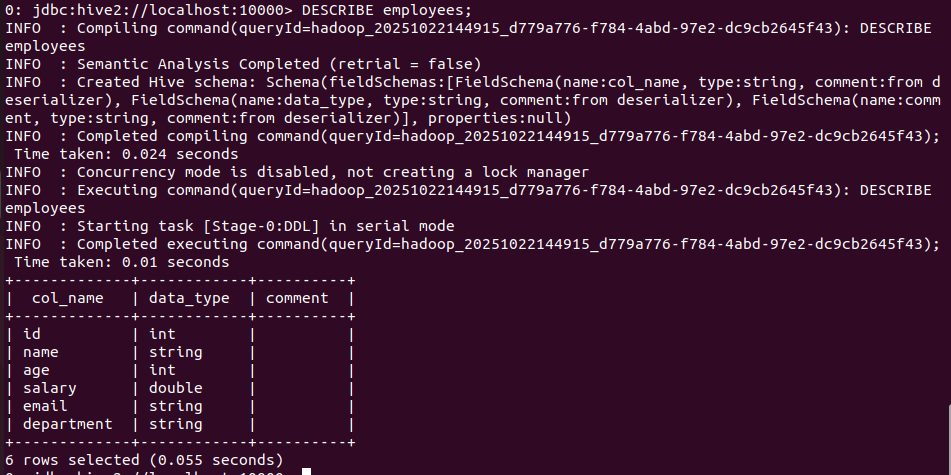 0: jdbc:hive2://localhost:10000> DESCRIBE employees;
INFO  : Compiling command(queryId=hadoop_20251022144915_d779a776-f784-4abd-97e2-dc9cb2645f43): DESCRIBE
employees
INFO  : Semantic Analysis Completed (retrial = false)
INFO  : Created Hive schema: Schema(fieldSchemas:[FieldSchema(name:col_name, type:string, comment:from d
eserializer), FieldSchema(name:data_type, type:string, comment:from deserializer), FieldSchema(name:comm
ent, type:string, comment:from deserializer)], properties:null)
INFO  : Completed compiling command(queryId=hadoop_20251022144915_d779a776-f784-4abd-97e2-dc9cb2645f43);
 Time taken: 0.024 seconds
INFO  : Concurrency mode is disabled, not creating a lock manager
INFO  : Executing command(queryId=hadoop_20251022144915_d779a776-f784-4abd-97e2-dc9cb2645f43): DESCRIBE
employees
INFO  : Starting task [Stage-0:DDL] in serial mode
INFO  : Completed executing command(queryId=hadoop_20251022144915_d779a776-f784-4abd-97e2-dc9cb2645f43);
 Time taken: 0.01 seconds
+-------------+------------+----------+
|  col_name   | data_type  | comment  |
+-------------+------------+----------+
| id          | int        |          |
| name        | string     |          |
| age         | int        |          |
| salary      | double     |          |
| email       | string     |          |
| department  | string     |          |
+-------------+------------+----------+
6 rows selected (0.055 seconds)